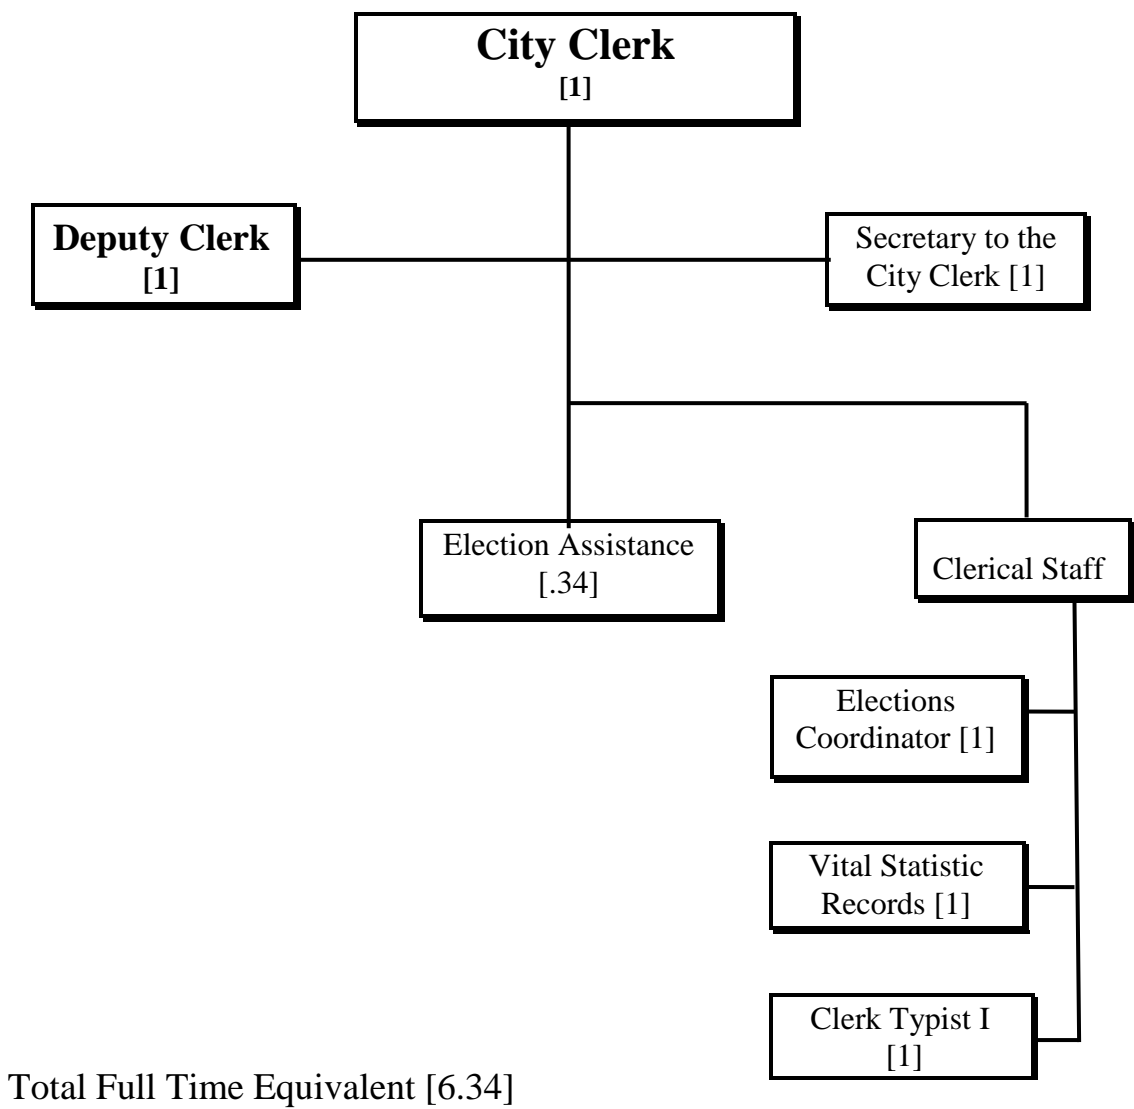 City Clerk
[1]
Deputy Clerk
[1]
Secretary to the
City Clerk [1]
Election Assistance
[.34]
Clerical Staff
Elections
Coordinator [1]
Vital Statistic
Records [1]
Clerk Typist I
[1]
Total Full Time Equivalent [6.34]